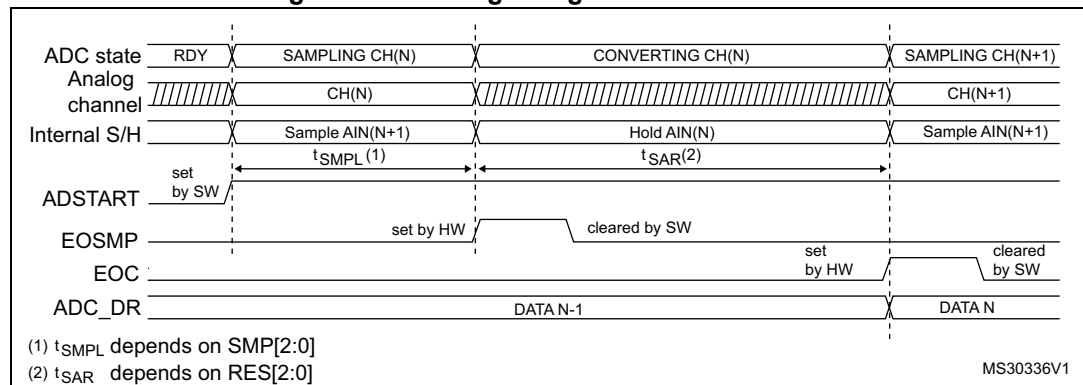 ADC state RDY SAMPLING CH(N) CONVERTING CH(N) SAMPLING CH(N+1)
Analog channel CH(N) CH(N+1)
Internal S/H Sample AIN(N+1) Hold AIN(N) Sample AIN(N+1)
tSMPL(1) tSAR(2)
set by SW
ADSTART
set by HW cleared by SW
EOSMP
set by HW cleared by SW
EOC
ADC_DR DATA N-1 DATA N
(1) tSMPL depends on SMP[2:0]
(2) tSAR depends on RES[2:0]
MS30336V1